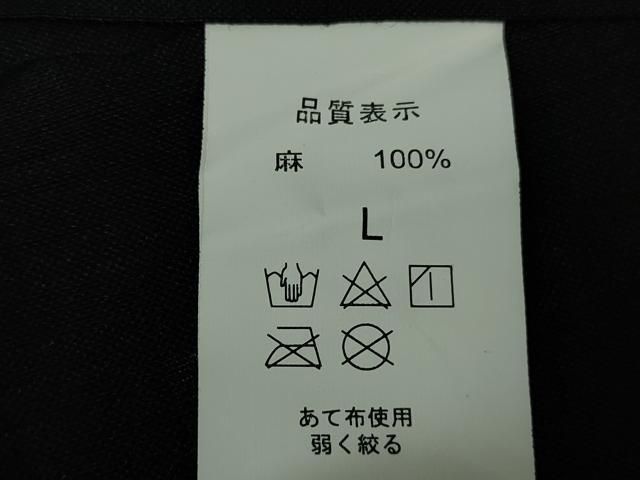 品質表示
麻 100%
L
あて布使用
弱く絞る